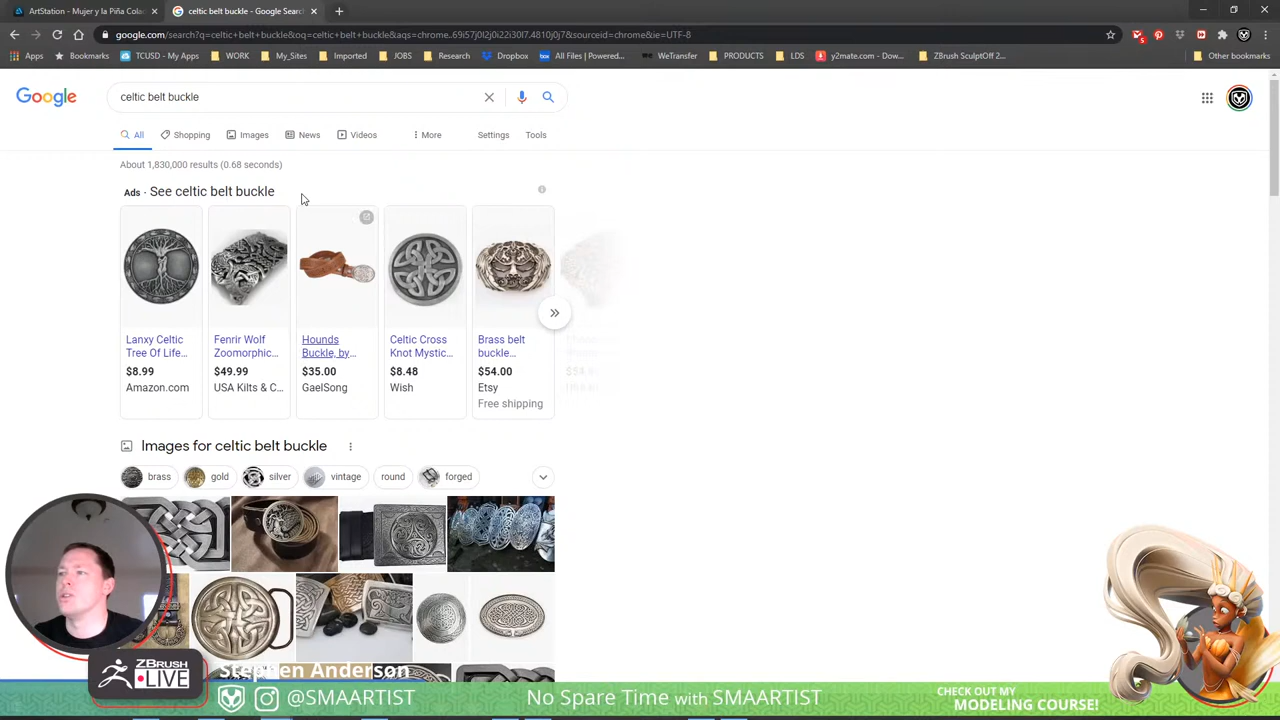 ArtStation - Mujer y la Piña Cola
celtic belt buckle - Google Searc
google.com/search?q=celtic+belt+buckle&oq=celtic+belt+buckle&aqs=chrome..69i57j0l2j0i22i30l7.4810j0j7&sourceid=chrome&ie=UTF-8
Apps Bookmarks TCUSD - My Apps WORK My_Sites Imported JOBS Research Dropbox All Files | Powered... WeTransfer PRODUCTS LDS y2mate.com - Dow... ZBrush SculptOff 2... Other bookmarks
Google
celtic belt buckle
All Shopping Images News Videos More Settings Tools
About 1,830,000 results (0.68 seconds)
Ads · See celtic belt buckle
Lanxy Celtic
Tree Of Life...
$8.99
Amazon.com
Fenrir Wolf
Zoomorphic...
$49.99
USA Kilts & C...
Hounds
Buckle, by...
$35.00
GaelSong
Celtic Cross
Knot Mystic...
$8.48
Wish
Brass belt
buckle...
$54.00
Etsy
Free shipping
Images for celtic belt buckle
brass gold silver vintage round forged
ZBRUSH
LIVE
Stephen Anderson
@SMAARTIST
No Spare Time with SMAARTIST
CHECK OUT MY
MODELING COURSE!